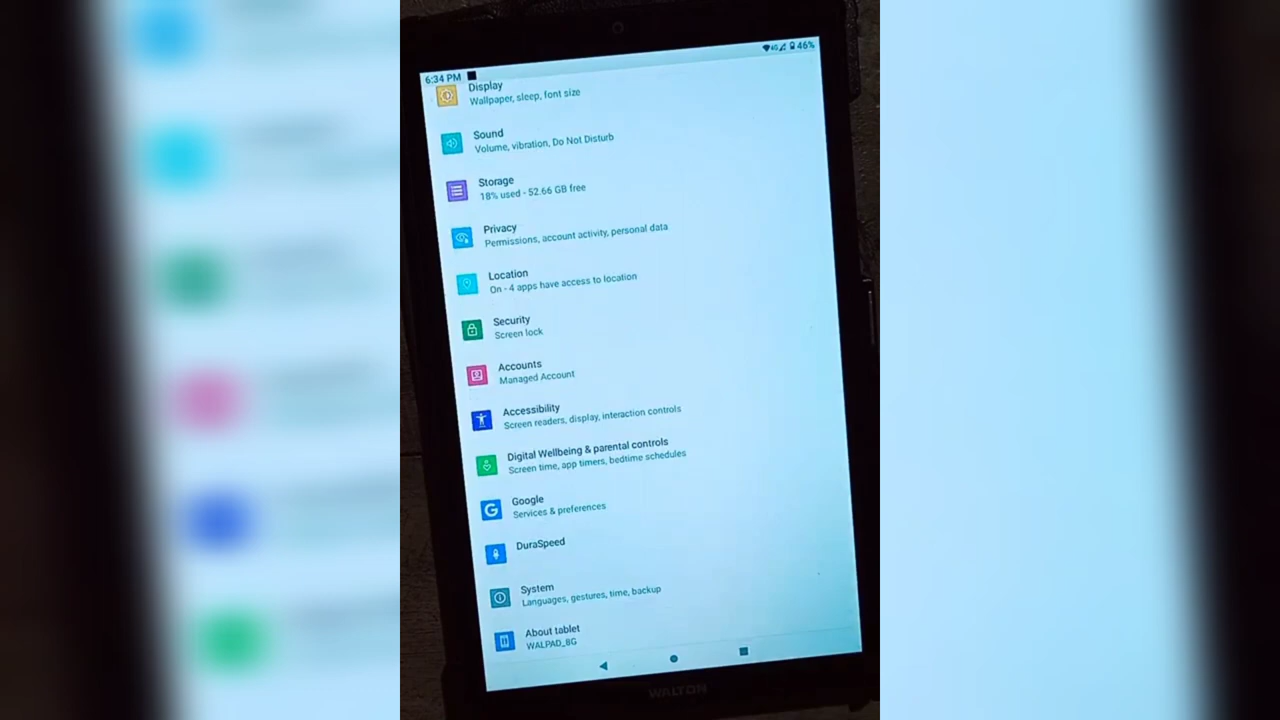 6:34 PM
4G 46%
Display
Wallpaper, sleep, font size
Sound
Volume, vibration, Do Not Disturb
Storage
18% used - 52.66 GB free
Privacy
Permissions, account activity, personal data
Location
On - 4 apps have access to location
Security
Screen lock
Accounts
Managed Account
Accessibility
Screen readers, display, interaction controls
Digital Wellbeing & parental controls
Screen time, app timers, bedtime schedules
G Google
Services & preferences
DuraSpeed
System
Languages, gestures, time, backup
About tablet
WALPAD_8G
WALTON